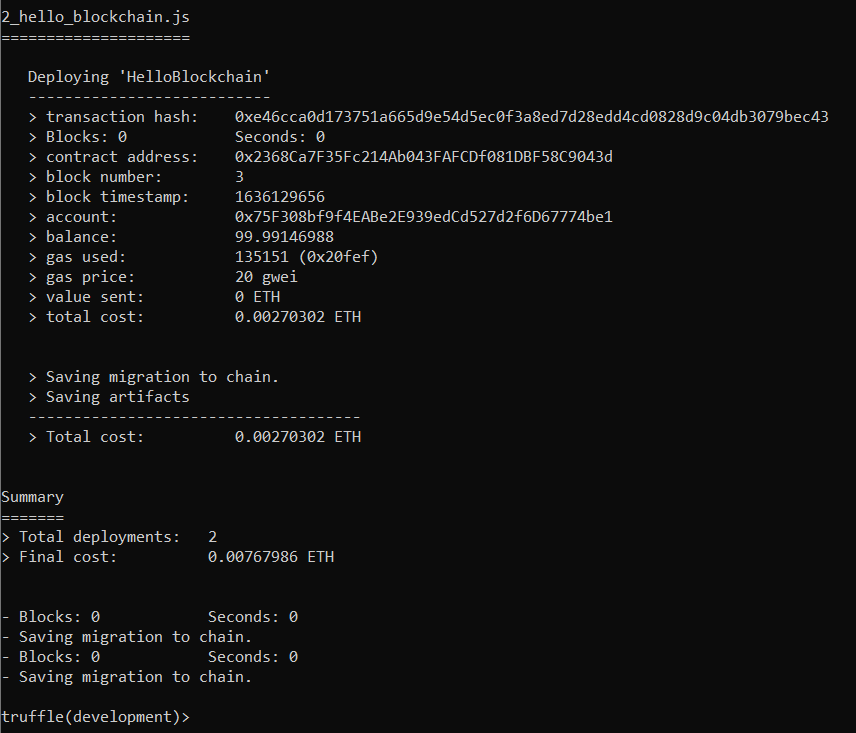 2_hello_blockchain.js
=====================
Deploying 'HelloBlockchain'
---------------------------
> transaction hash: 0xe46cca0d173751a665d9e54d5ec0f3a8ed7d28edd4cd0828d9c04db3079bec43
> Blocks: 0 Seconds: 0
> contract address: 0x2368Ca7F35Fc214Ab043FAFCDf081DBF58C9043d
> block number: 3
> block timestamp: 1636129656
> account: 0x75F308bf9f4EABe2E939edCd527d2f6D67774be1
> balance: 99.99146988
> gas used: 135151 (0x20fef)
> gas price: 20 gwei
> value sent: 0 ETH
> total cost: 0.00270302 ETH
> Saving migration to chain.
> Saving artifacts
-------------------------------------
> Total cost: 0.00270302 ETH
Summary
=======
> Total deployments: 2
> Final cost: 0.00767986 ETH
- Blocks: 0 Seconds: 0
- Saving migration to chain.
- Blocks: 0 Seconds: 0
- Saving migration to chain.
truffle(development)>